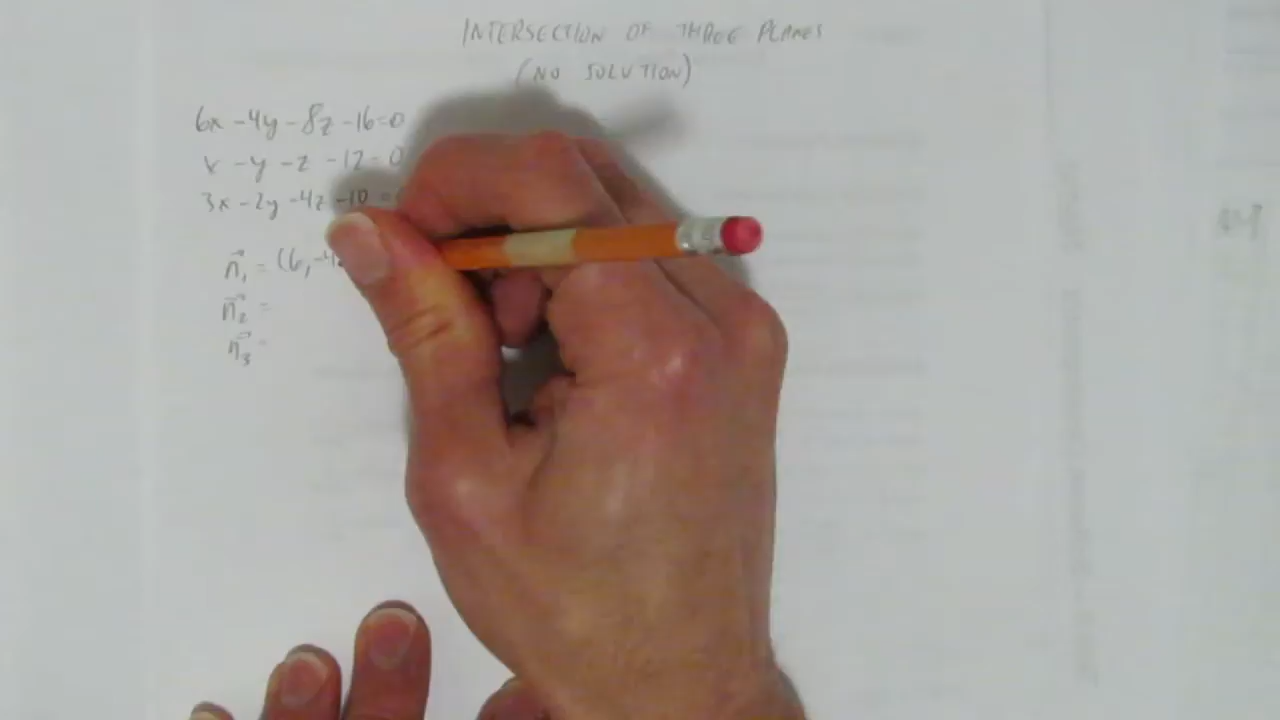 INTERSECTION OF THREE PLANES
(NO SOLUTION)
6x -4y - 8z -16=0
x -y -z -12 = 0
3x -2y -4z -10 =
n⃗₁ = (6, -4
n⃗₂ =
n⃗₃ =